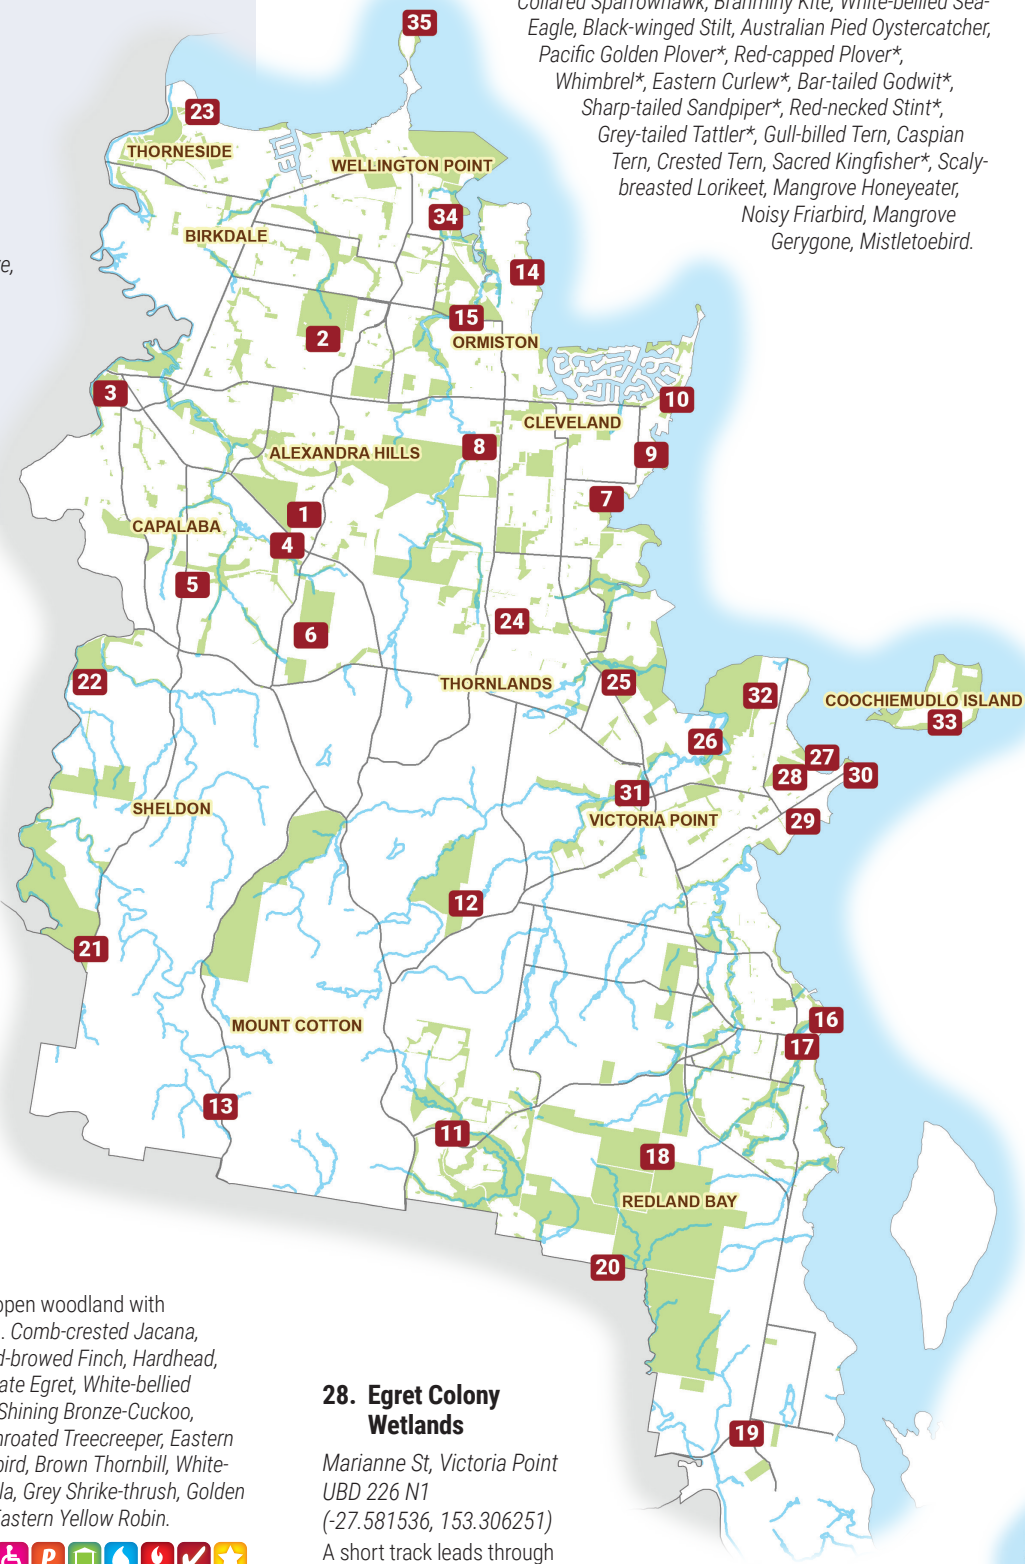 Collared Sparrowhawk, Brahminy Kite, White-bellied Sea-
Eagle, Black-winged Stilt, Australian Pied Oystercatcher,
Pacific Golden Plover*, Red-capped Plover*,
Whimbrel*, Eastern Curlew*, Bar-tailed Godwit*,
Sharp-tailed Sandpiper*, Red-necked Stint*,
Grey-tailed Tattler*, Gull-billed Tern, Caspian
Tern, Crested Tern, Sacred Kingfisher*, Scaly-
breasted Lorikeet, Mangrove Honeyeater,
Noisy Friarbird, Mangrove
Gerygone, Mistletoebird.
35
23
THORNESIDE
WELLINGTON POINT
34
BIRKDALE
14
15
2
ORMISTON
3
10
CLEVELAND
8
ALEXANDRA HILLS
9
7
1
CAPALABA
4
5
24
6
22
THORNLANDS
25
32
COOCHIEMUDLO ISLAND
33
26
27
28
30
31
SHELDON
VICTORIA POINT
29
12
21
16
MOUNT COTTON
17
13
11
18
REDLAND BAY
20
19
open woodland with
. Comb-crested Jacana,
d-browed Finch, Hardhead,
ate Egret, White-bellied
Shining Bronze-Cuckoo,
hroated Treecreeper, Eastern
bird, Brown Thornbill, White-
la, Grey Shrike-thrush, Golden
Eastern Yellow Robin.
P
28. Egret Colony
Wetlands
Marianne St, Victoria Point
UBD 226 N1
(-27.581536, 153.306251)
A short track leads through